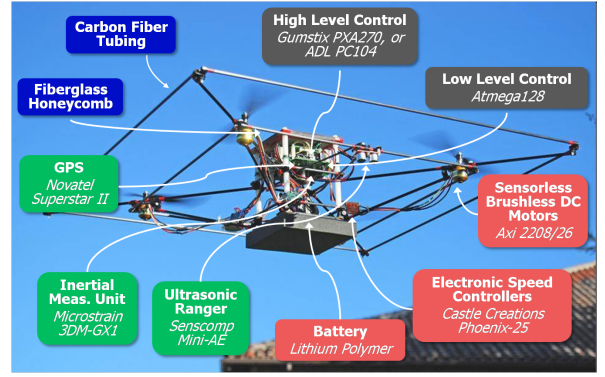 Carbon Fiber
Tubing
High Level Control
Gumstix PXA270, or
ADL PC104
Fiberglass
Honeycomb
Low Level Control
Atmega128
GPS
Novatel
Superstar II
Sensorless
Brushless DC
Motors
Axi 2208/26
Inertial
Meas. Unit
Microstrain
3DM-GX1
Ultrasonic
Ranger
Senscomp
Mini-AE
Battery
Lithium Polymer
Electronic Speed
Controllers
Castle Creations
Phoenix-25